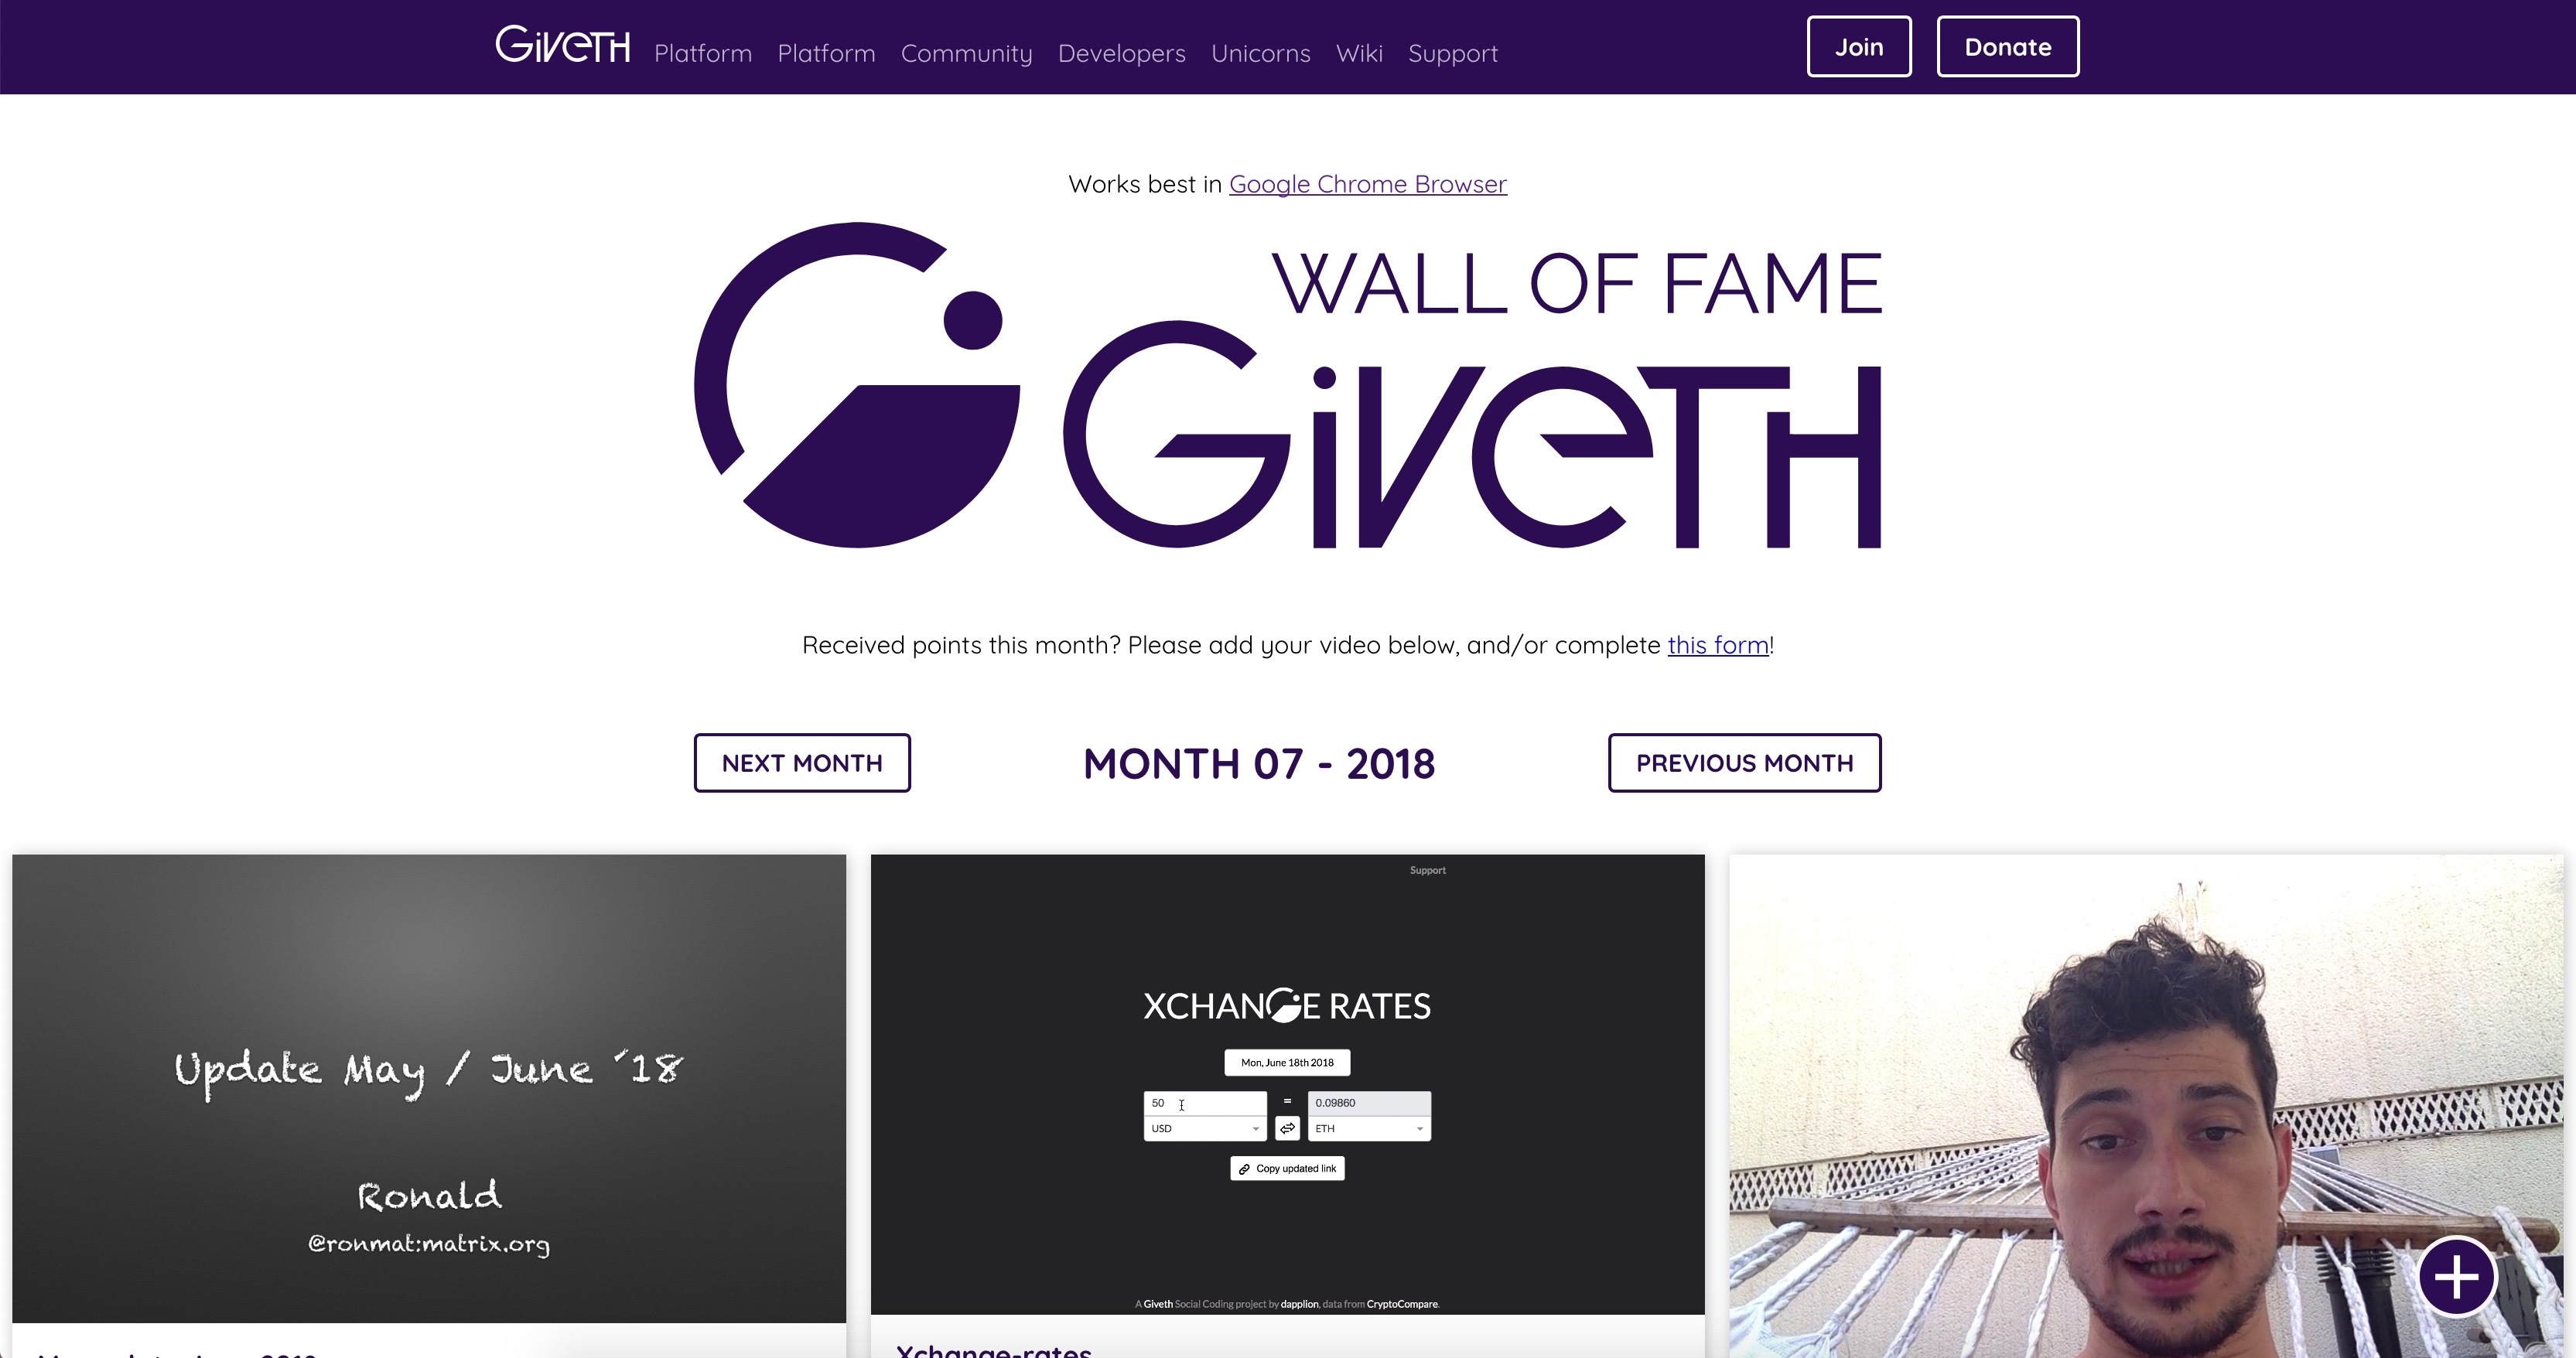 GIVETH Platform Platform Community Developers Unicorns Wiki Support Join Donate
Works best in Google Chrome Browser
WALL OF FAME
GIVETH
Received points this month? Please add your video below, and/or complete this form!
NEXT MONTH MONTH 07 - 2018 PREVIOUS MONTH
Update May / June ´18
Ronald
@ronmat:matrix.org
Support
XCHANGE RATES
Mon, June 18th 2018
50 = 0.09860
USD ETH
Copy updated link
A Giveth Social Coding project by dapplion, data from CryptoCompare.
Xchange-rates